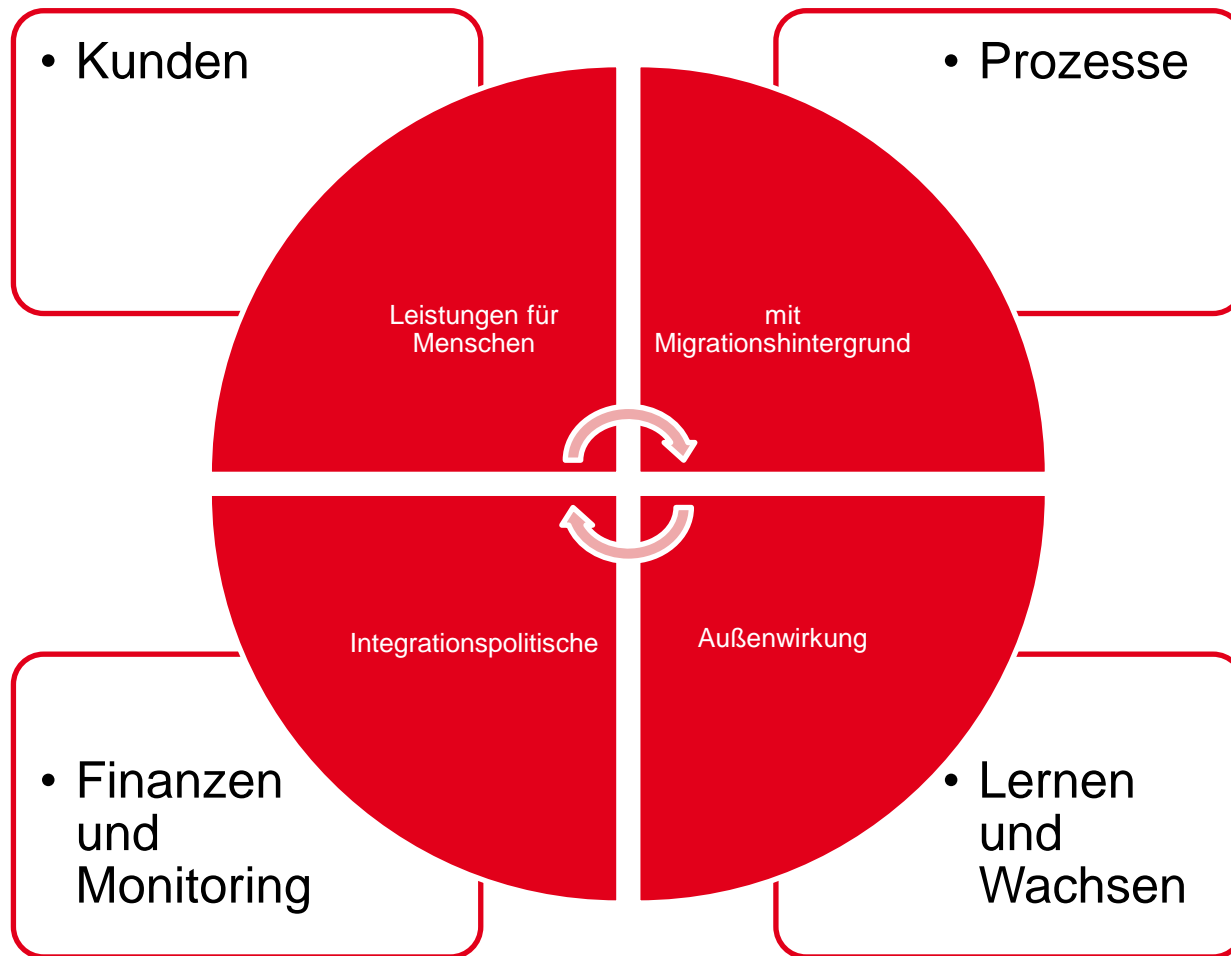 • Kunden
• Prozesse
Leistungen für
Menschen
mit
Migrationshintergrund
Integrationspolitische
Außenwirkung
• Finanzen
und
Monitoring
• Lernen
und
Wachsen